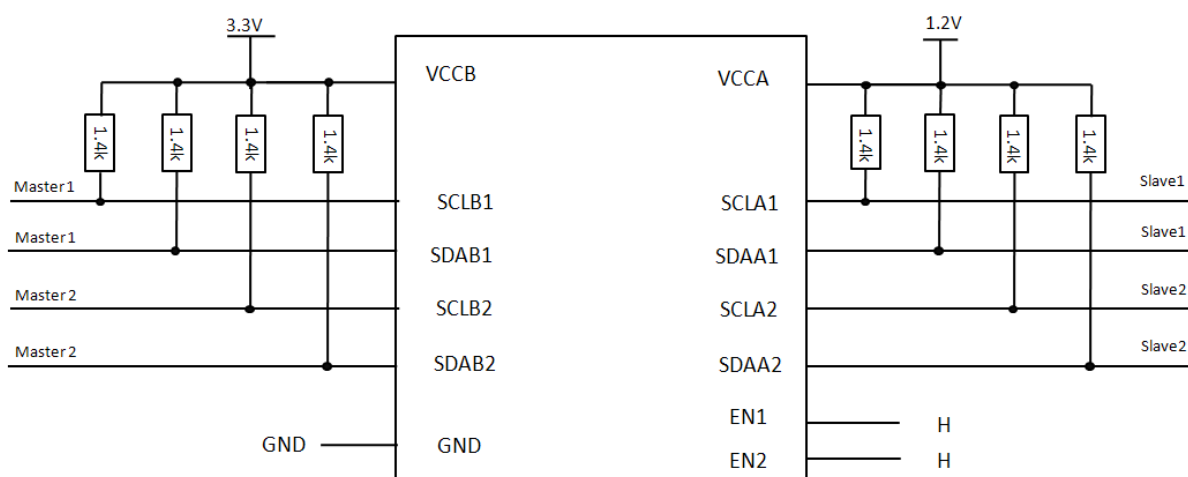 3.3V
1.2V
VCCB
VCCA
1.4k
1.4k
1.4k
1.4k
1.4k
1.4k
1.4k
1.4k
Master1
SCLB1
SCLA1
Slave1
Master1
SDAB1
SDAA1
Slave1
Master2
SCLB2
SCLA2
Slave2
Master2
SDAB2
SDAA2
Slave2
EN1
H
GND
GND
EN2
H